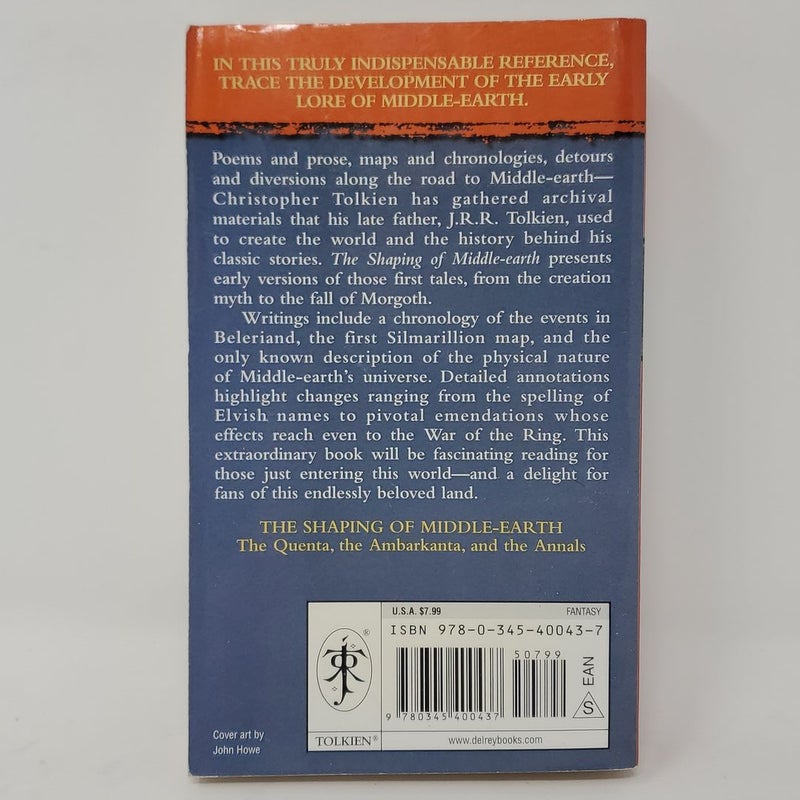 IN THIS TRULY INDISPENSABLE REFERENCE,
TRACE THE DEVELOPMENT OF THE EARLY
LORE OF MIDDLE-EARTH.
Poems and prose, maps and chronologies, detours
and diversions along the road to Middle-earth—
Christopher Tolkien has gathered archival
materials that his late father, J.R.R. Tolkien, used
to create the world and the history behind his
classic stories. The Shaping of Middle-earth presents
early versions of those first tales, from the creation
myth to the fall of Morgoth.
Writings include a chronology of the events in
Beleriand, the first Silmarillion map, and the
only known description of the physical nature
of Middle-earth's universe. Detailed annotations
highlight changes ranging from the spelling of
Elvish names to pivotal emendations whose
effects reach even to the War of the Ring. This
extraordinary book will be fascinating reading for
those just entering this world—and a delight for
fans of this endlessly beloved land.
THE SHAPING OF MIDDLE-EARTH
The Quenta, the Ambarkanta, and the Annals
U.S.A. $7.99 FANTASY
ISBN 978-0-345-40043-7
50799
EAN
S
9 780345 400437
®
TOLKIEN®
www.delreybooks.com
Cover art by
John Howe